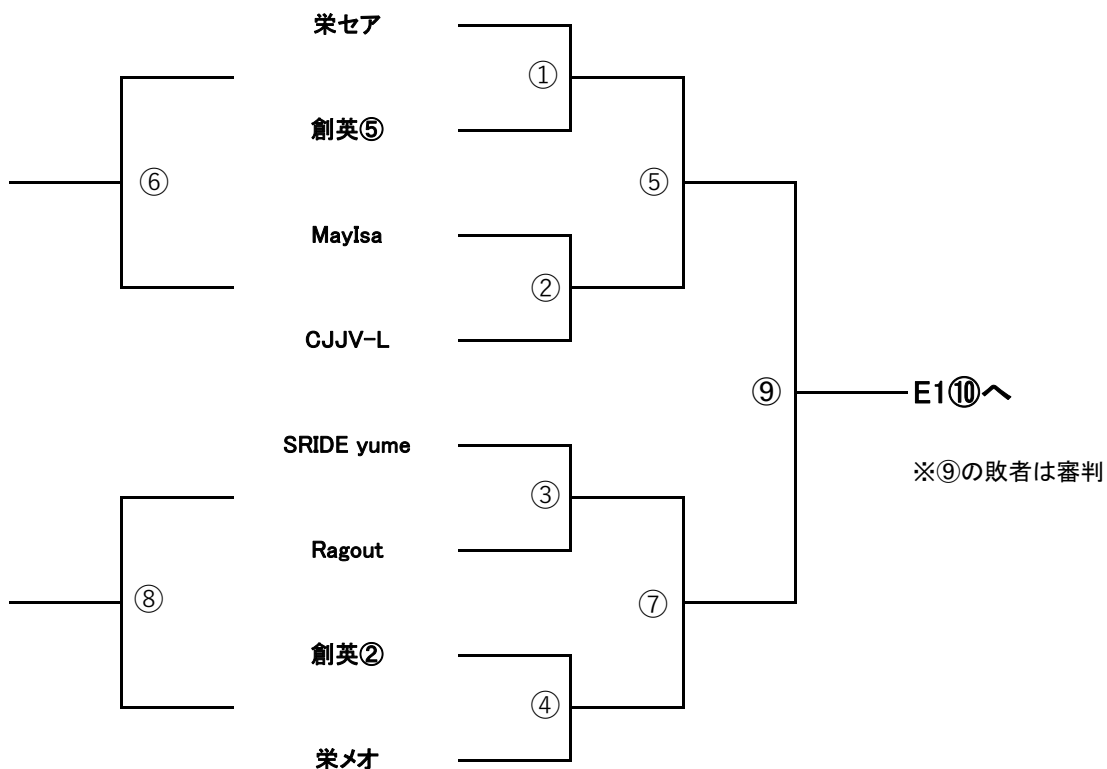 栄セア
①
創英⑤
⑥
⑤
MayIsa
②
CJJV-L
⑨
E1⑩へ
SRIDE yume
※⑨の敗者は審判
③
Ragout
⑧
⑦
創英②
④
栄メオ